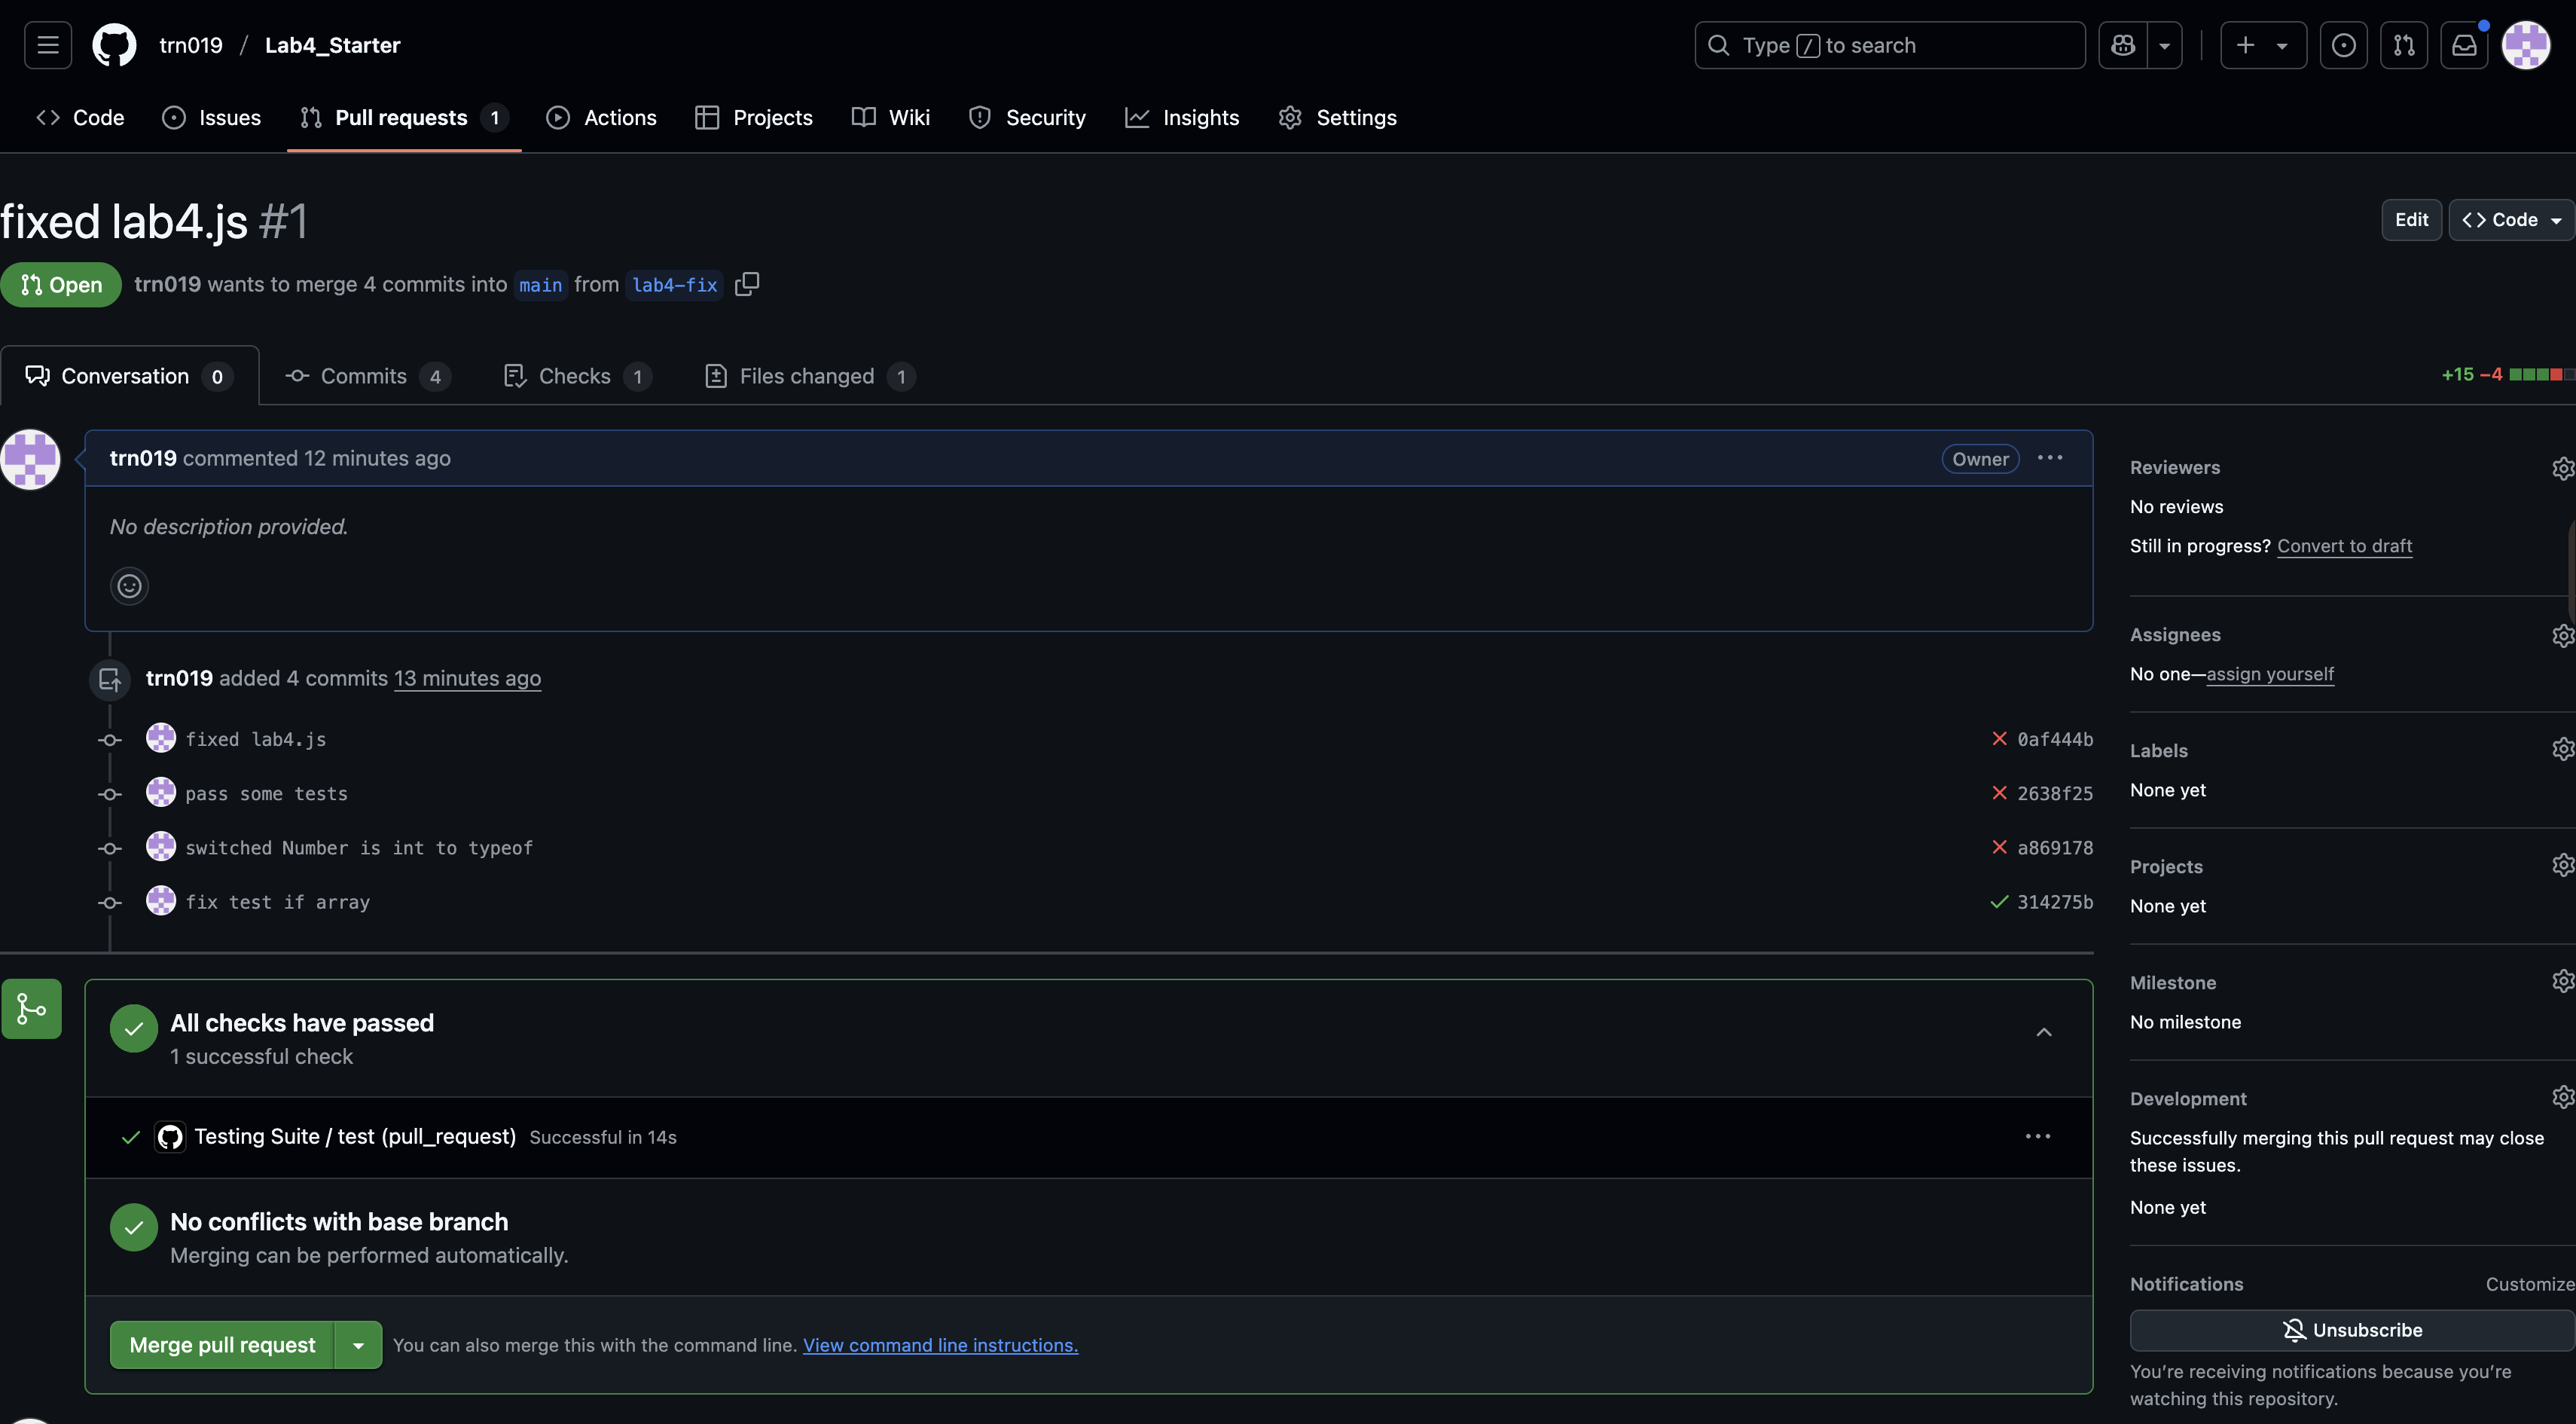 trn019 / Lab4_Starter
Type / to search
Code Issues Pull requests 1 Actions Projects Wiki Security Insights Settings
fixed lab4.js #1
Edit Code
Open trn019 wants to merge 4 commits into main from lab4-fix
Conversation 0 Commits 4 Checks 1 Files changed 1
+15 −4
trn019 commented 12 minutes ago
Owner
No description provided.
trn019 added 4 commits 13 minutes ago
fixed lab4.js 0af444b
pass some tests 2638f25
switched Number is int to typeof a869178
fix test if array 314275b
All checks have passed
1 successful check
Testing Suite / test (pull_request) Successful in 14s
No conflicts with base branch
Merging can be performed automatically.
Merge pull request You can also merge this with the command line. View command line instructions.
Reviewers
No reviews
Still in progress? Convert to draft
Assignees
No one—assign yourself
Labels
None yet
Projects
None yet
Milestone
No milestone
Development
Successfully merging this pull request may close
these issues.
None yet
Notifications Customize
Unsubscribe
You're receiving notifications because you're
watching this repository.